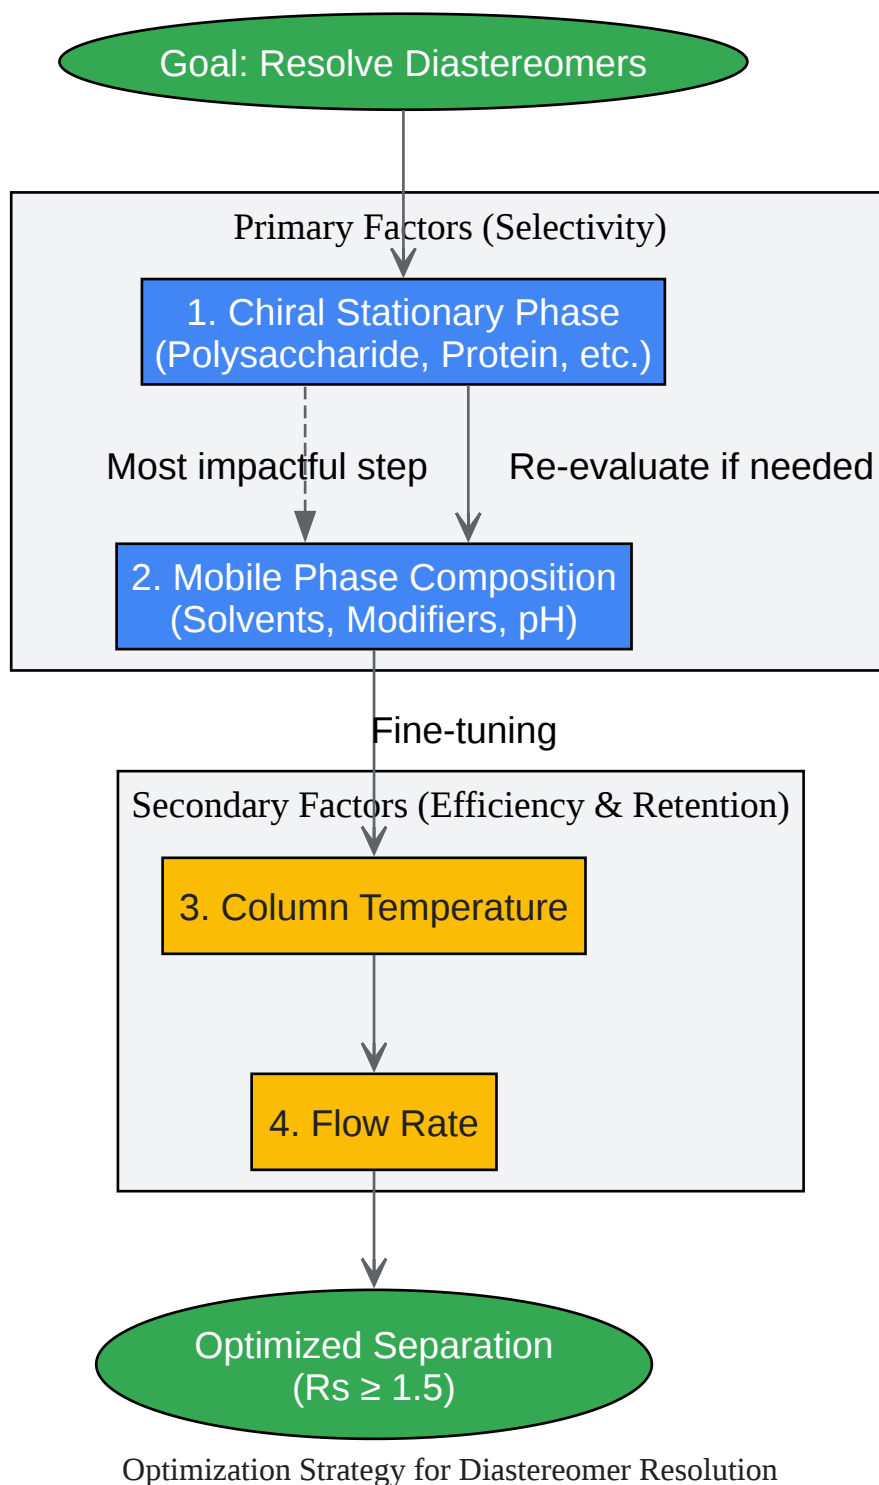 Goal: Resolve Diastereomers
Primary Factors (Selectivity)
1. Chiral Stationary Phase
(Polysaccharide, Protein, etc.)
Most impactful step
Re-evaluate if needed
2. Mobile Phase Composition
(Solvents, Modifiers, pH)
Fine-tuning
Secondary Factors (Efficiency & Retention)
3. Column Temperature
4. Flow Rate
Optimized Separation
(Rs ≥ 1.5)
Optimization Strategy for Diastereomer Resolution